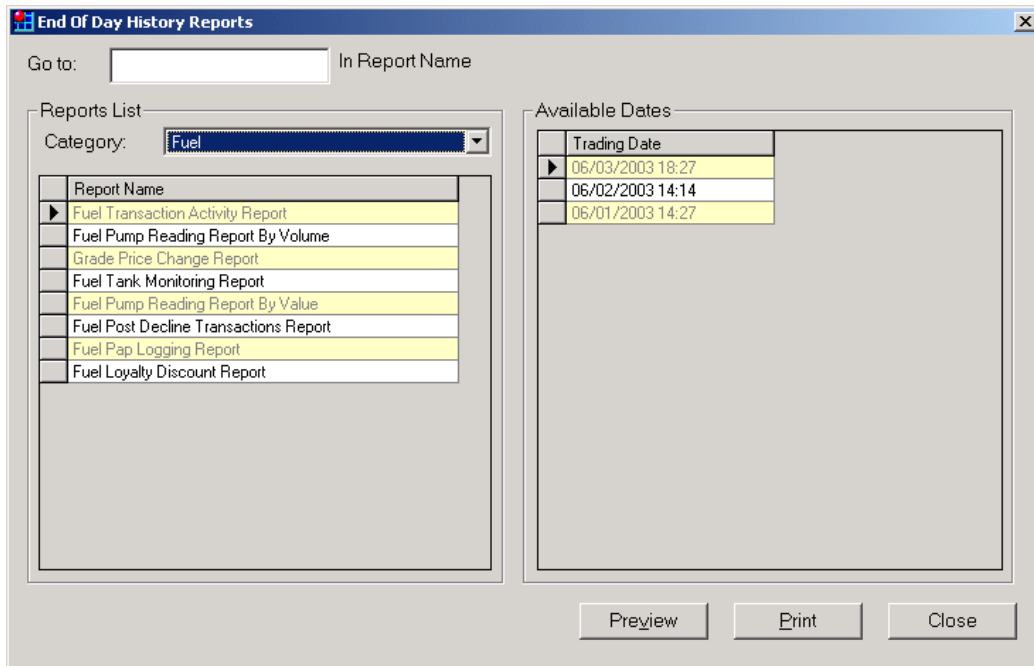 End Of Day History Reports
Go to:
In Report Name
Reports List
Category:
Fuel
Report Name
Fuel Transaction Activity Report
Fuel Pump Reading Report By Volume
Grade Price Change Report
Fuel Tank Monitoring Report
Fuel Pump Reading Report By Value
Fuel Post Decline Transactions Report
Fuel Pap Logging Report
Fuel Loyalty Discount Report
Available Dates
Trading Date
06/03/2003 18:27
06/02/2003 14:14
06/01/2003 14:27
Preview
Print
Close